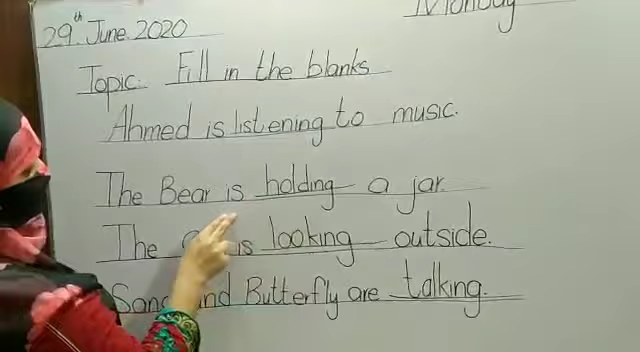 29th June. 2020
Monday
Topic: Fill in the blanks
Ahmed is listening to music.
The Bear is holding a jar.
The is looking outside.
and Butterfly are talking.